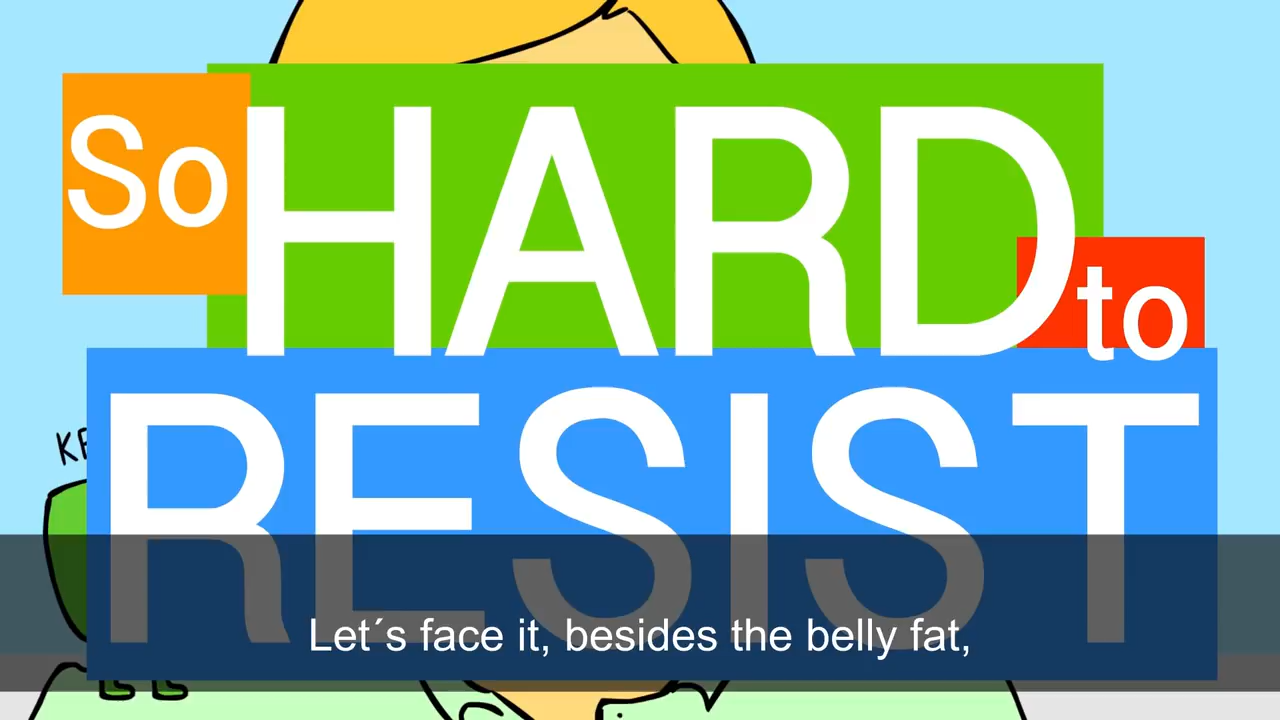 So HARD to
RESIST
Let´s face it, besides the belly fat,